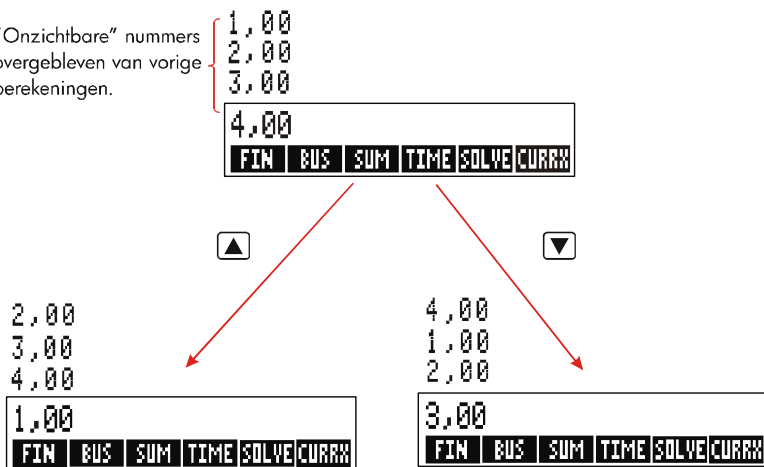 "Onzichtbare" nummers
overgebleven van vorige
berekeningen.
1,00
2,00
3,00
4,00
FIN BUS SUM TIME SOLVE CURRX
▲
▼
2,00
3,00
4,00
1,00
FIN BUS SUM TIME SOLVE CURRX
4,00
1,00
2,00
3,00
FIN BUS SUM TIME SOLVE CURRX